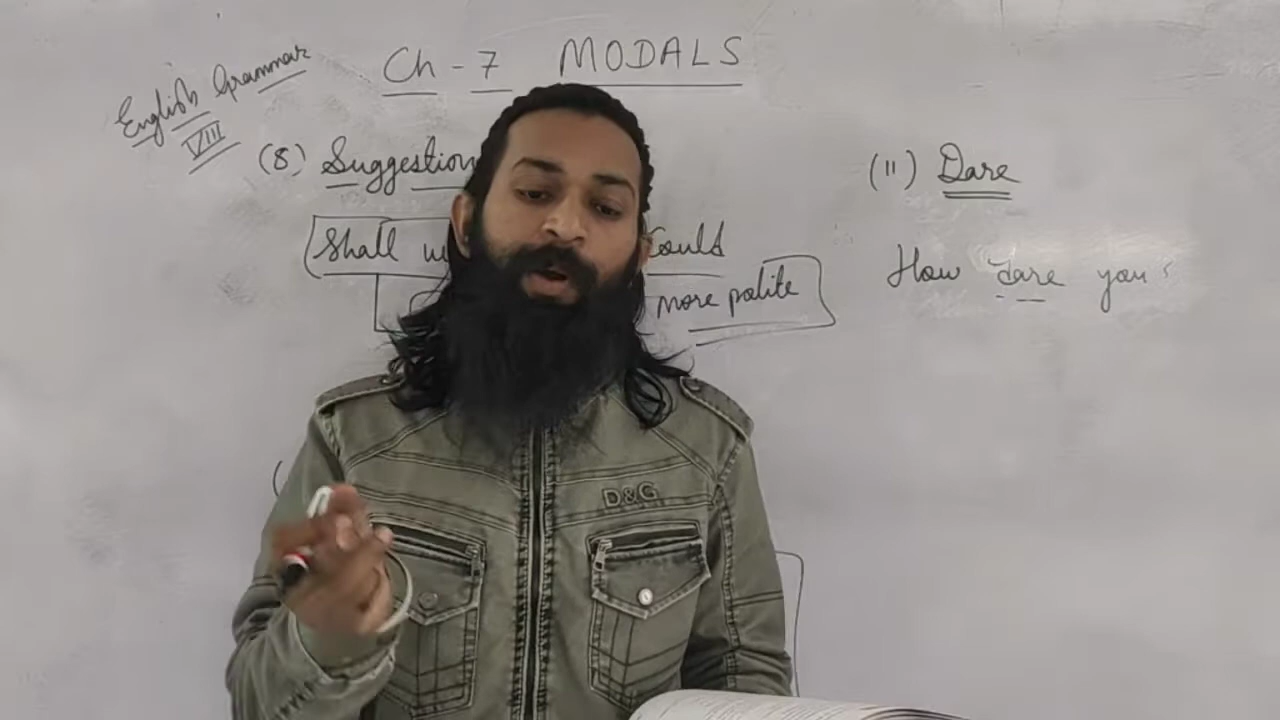 English Grammar
VIII
Ch - 7 MODALS
(8) Suggestion
Shall Could
more polite
(11) Dare
How dare you
D&G